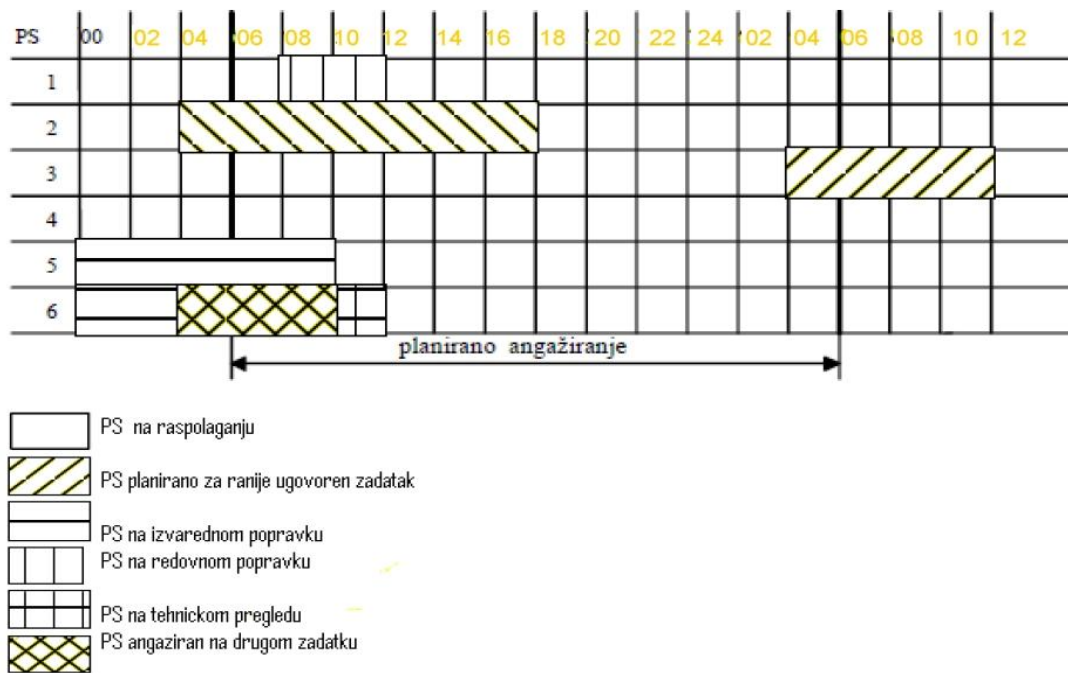 PS 00 02 04 06 08 10 12 14 16 18 20 22 24 02 04 06 08 10 12
1
2
3
4
5
6
planirano angažiranje
PS na raspolaganju
PS planirano za ranije ugovoren zadatak
PS na izvarednom popravku
PS na redovnom popravku
PS na tehnickom pregledu
PS angaziran na drugom zadatku